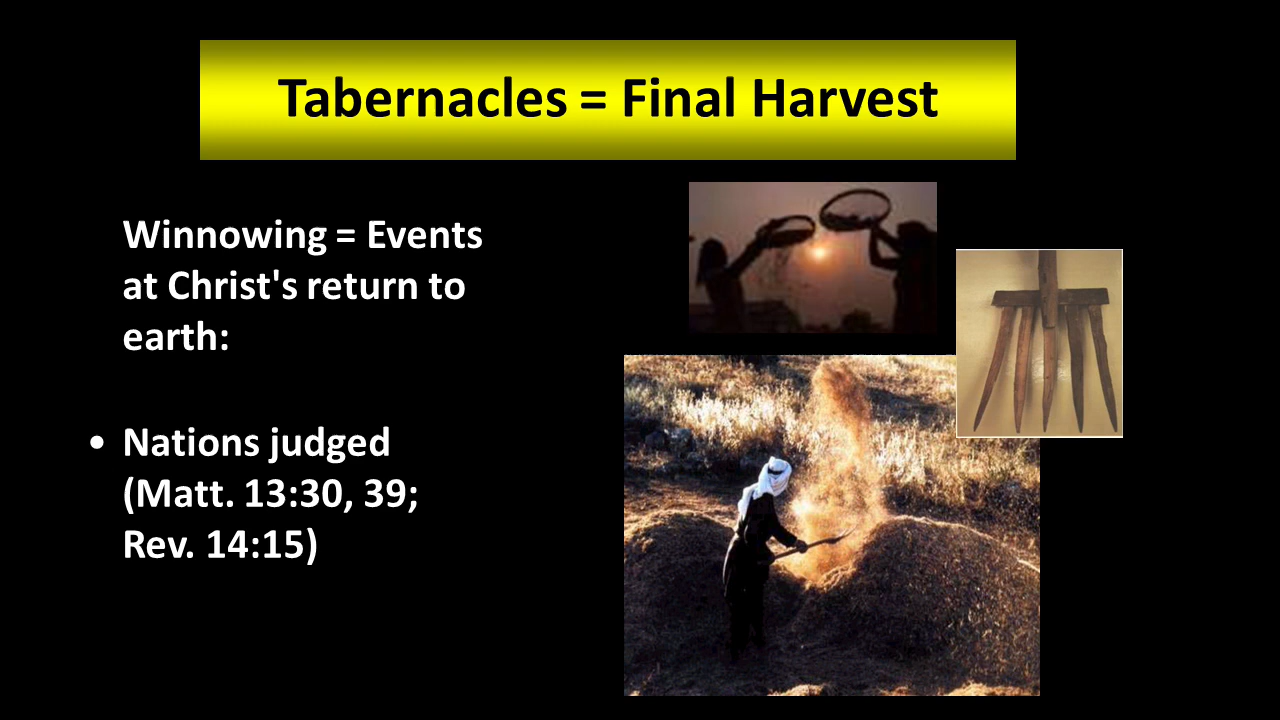 Tabernacles = Final Harvest
Winnowing = Events
at Christ's return to
earth:
• Nations judged
(Matt. 13:30, 39;
Rev. 14:15)